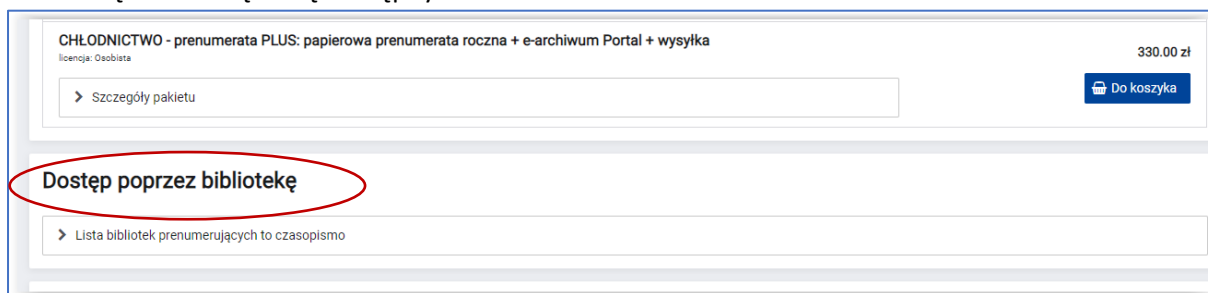 CHŁODNICTWO - prenumerata PLUS: papierowa prenumerata roczna + e-archiwum Portal + wysyłka
licencja: Osobista
330.00 zł
Szczegóły pakietu
Do koszyka
Dostęp poprzez bibliotekę
Lista bibliotek prenumerujących to czasopismo